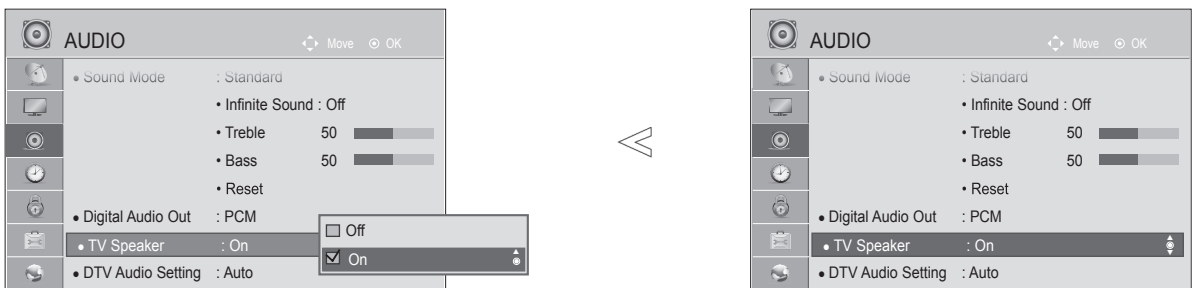 AUDIO
Move OK
• Sound Mode : Standard
• Infinite Sound : Off
• Treble 50
• Bass 50
• Reset
• Digital Audio Out : PCM
• TV Speaker : On
• DTV Audio Setting : Auto
Off
On
AUDIO
Move OK
• Sound Mode : Standard
• Infinite Sound : Off
• Treble 50
• Bass 50
• Reset
• Digital Audio Out : PCM
• TV Speaker : On
• DTV Audio Setting : Auto